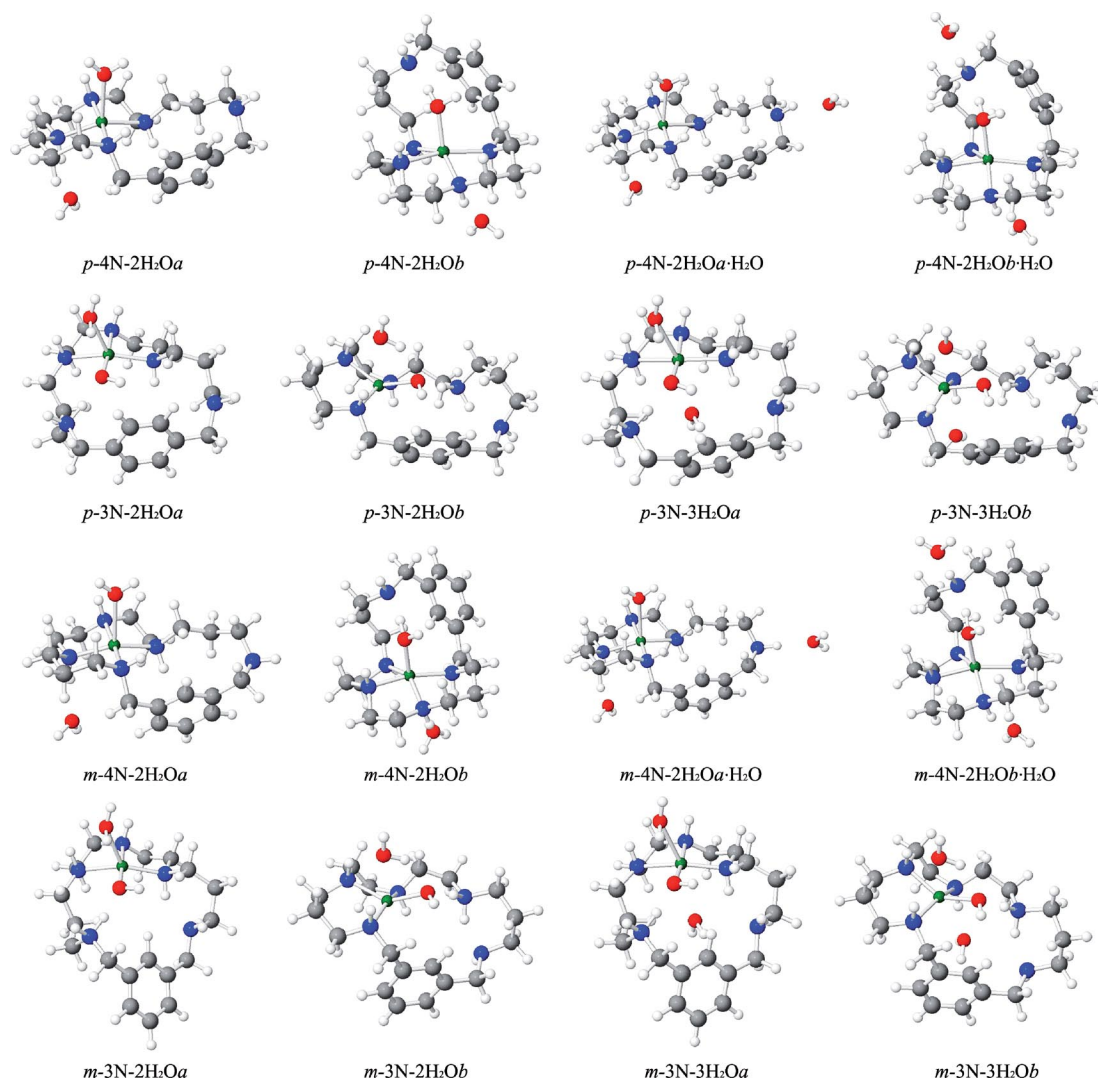 p-4N-2H₂Oa
p-4N-2H₂Ob
p-4N-2H₂Oa·H₂O
p-4N-2H₂Ob·H₂O
p-3N-2H₂Oa
p-3N-2H₂Ob
p-3N-3H₂Oa
p-3N-3H₂Ob
m-4N-2H₂Oa
m-4N-2H₂Ob
m-4N-2H₂Oa·H₂O
m-4N-2H₂Ob·H₂O
m-3N-2H₂Oa
m-3N-2H₂Ob
m-3N-3H₂Oa
m-3N-3H₂Ob